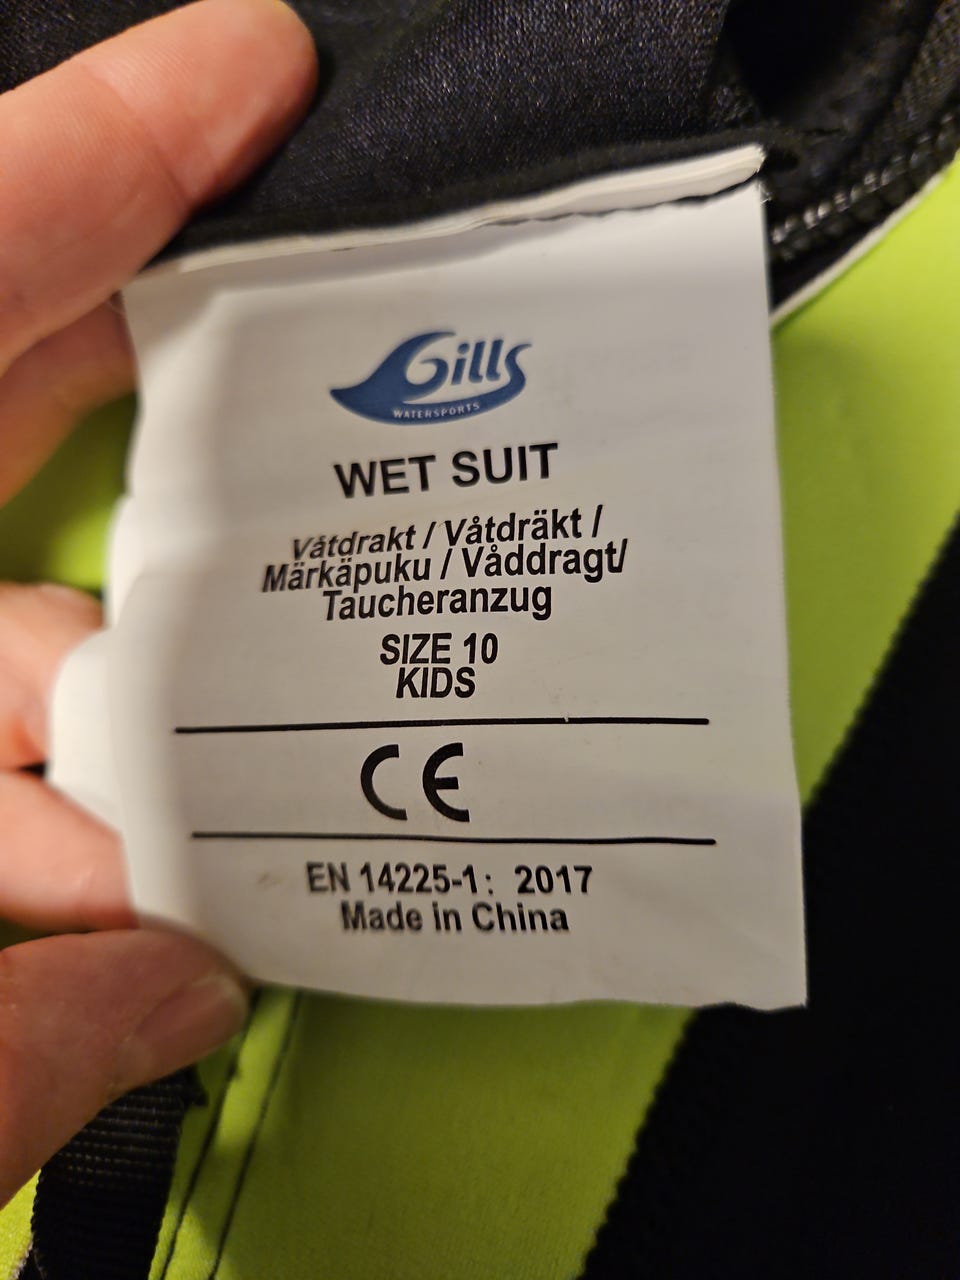 Gills
WATERSPORTS
WET SUIT
Våtdrakt / Våtdräkt /
Märkäpuku / Våddragt/
Taucheranzug
SIZE 10
KIDS
CE
EN 14225-1: 2017
Made in China